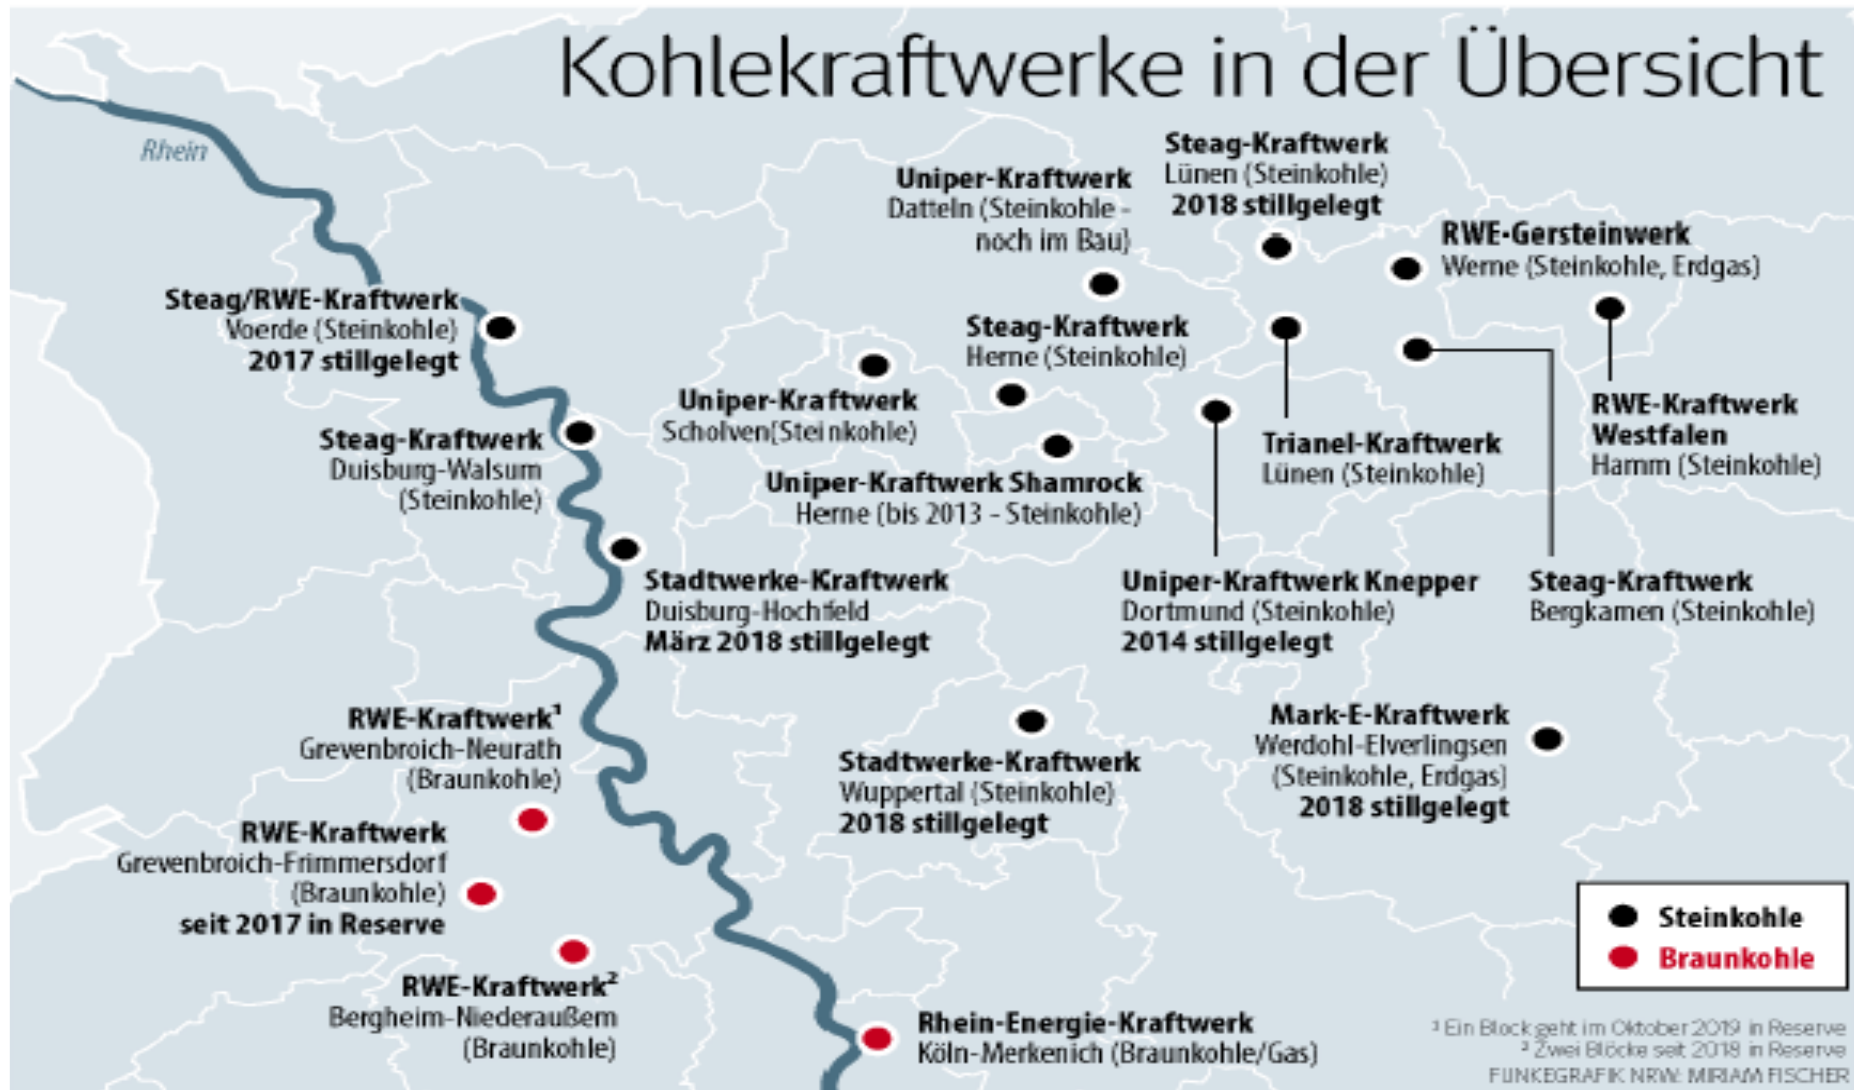 Kohlekraftwerke in der Übersicht
Rhein
Steag-Kraftwerk
Lünen (Steinkohle)
2018 stillgelegt
Uniper-Kraftwerk
Datteln (Steinkohle -
noch im Bau)
RWE-Gersteinwerk
Werne (Steinkohle, Erdgas)
Steag/RWE-Kraftwerk
Voerde (Steinkohle)
2017 stillgelegt
Steag-Kraftwerk
Herne (Steinkohle)
Uniper-Kraftwerk
Scholven(Steinkohle)
Steag-Kraftwerk
Duisburg-Walsum
(Steinkohle)
Uniper-Kraftwerk Shamrock
Herne (bis 2013 - Steinkohle)
Trianel-Kraftwerk
Lünen (Steinkohle)
RWE-Kraftwerk
Westfalen
Hamm (Steinkohle)
Stadtwerke-Kraftwerk
Duisburg-Hochfeld
März 2018 stillgelegt
Uniper-Kraftwerk Knepper
Dortmund (Steinkohle)
2014 stillgelegt
Steag-Kraftwerk
Bergkamen (Steinkohle)
RWE-Kraftwerk¹
Grevenbroich-Neurath
(Braunkohle)
Stadtwerke-Kraftwerk
Wuppertal (Steinkohle)
2018 stillgelegt
Mark-E-Kraftwerk
Werdohl-Elverlingsen
(Steinkohle, Erdgas)
2018 stillgelegt
RWE-Kraftwerk
Grevenbroich-Frimmersdorf
(Braunkohle)
seit 2017 in Reserve
RWE-Kraftwerk²
Bergheim-Niederaußem
(Braunkohle)
Rhein-Energie-Kraftwerk
Köln-Merkenich (Braunkohle/Gas)
Steinkohle
Braunkohle
¹ Ein Block geht im Oktober 2019 in Reserve
² Zwei Blöcke seit 2018 in Reserve
FUNKEGRAFIK NRW: MIRIAM FISCHER